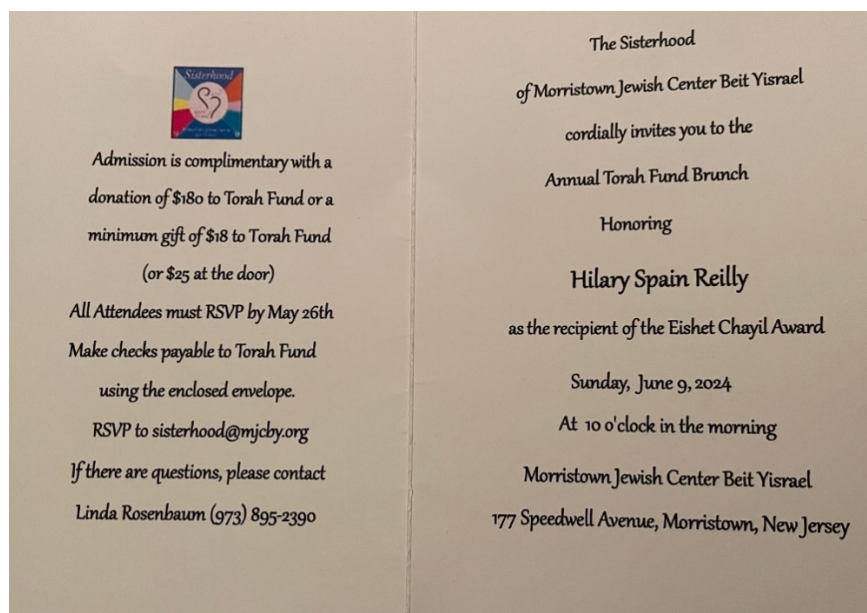 Sisterhood
Admission is complimentary with a
donation of $180 to Torah Fund or a
minimum gift of $18 to Torah Fund
(or $25 at the door)
All Attendees must RSVP by May 26th
Make checks payable to Torah Fund
using the enclosed envelope.
RSVP to sisterhood@mjcby.org
If there are questions, please contact
Linda Rosenbaum (973) 895-2390
The Sisterhood
of Morristown Jewish Center Beit Yisrael
cordially invites you to the
Annual Torah Fund Brunch
Honoring
Hilary Spain Reilly
as the recipient of the Eishet Chayil Award
Sunday, June 9, 2024
At 10 o'clock in the morning
Morristown Jewish Center Beit Yisrael
177 Speedwell Avenue, Morristown, New Jersey